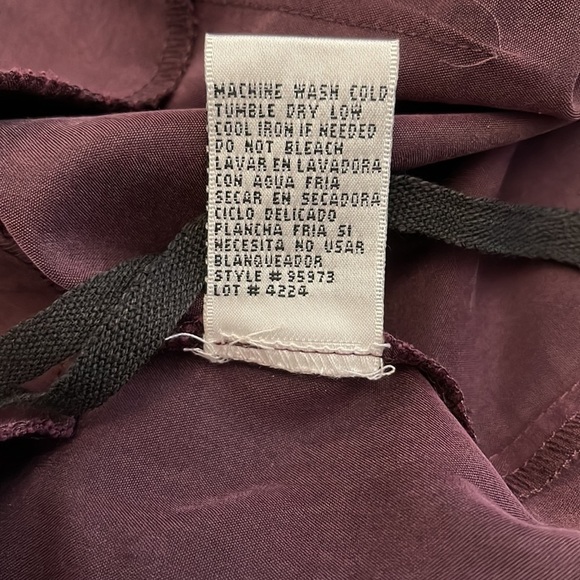 MACHINE WASH COLD
TUMBLE DRY LOW
COOL IRON IF NEEDED
DO NOT BLEACH
LAVAR EN LAVADORA
CON AGUA FRIA
SECAR EN SECADORA
CICLO DELICADO
PLANCHA FRIA SI
NECESITA NO USAR
BLANQUEADOR
STYLE # 95973
LOT # 4224